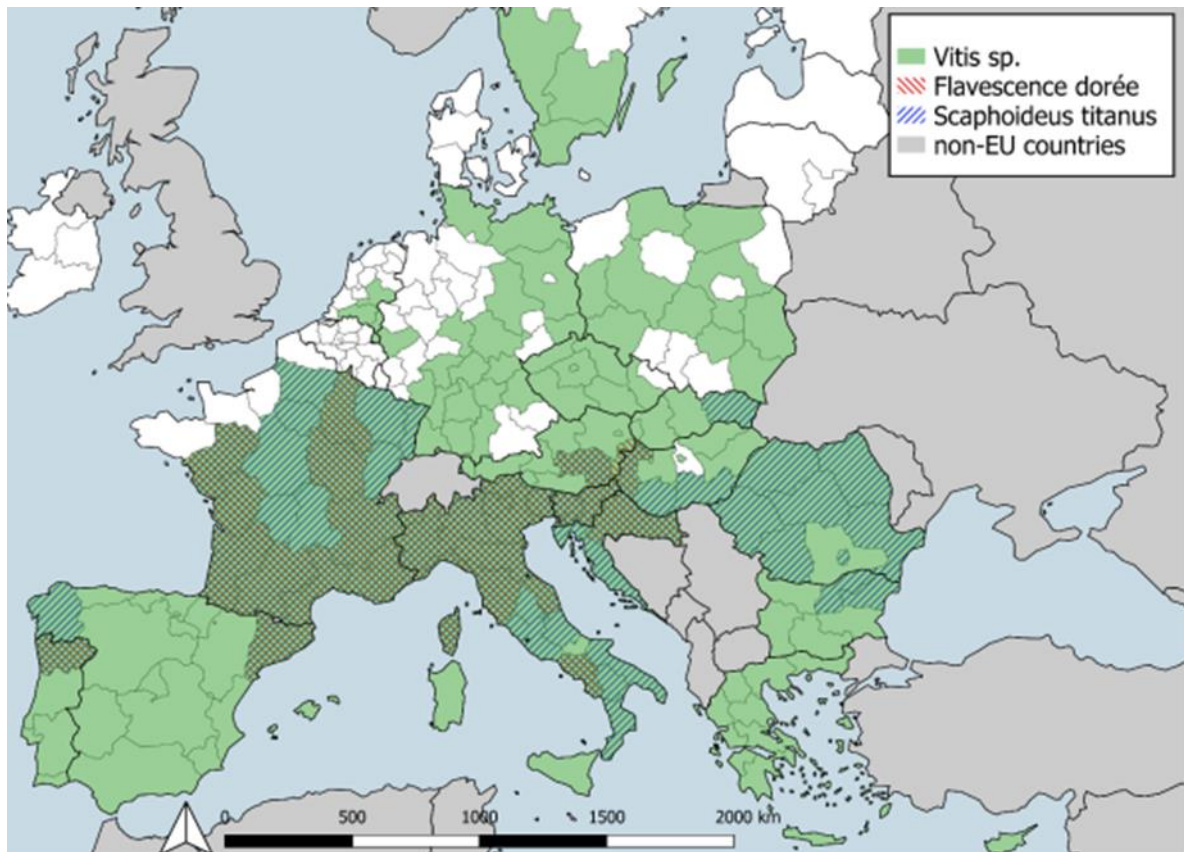 Vitis sp.
Flavescence dorée
Scaphoideus titanus
non-EU countries
0 500 1000 1500 2000 km